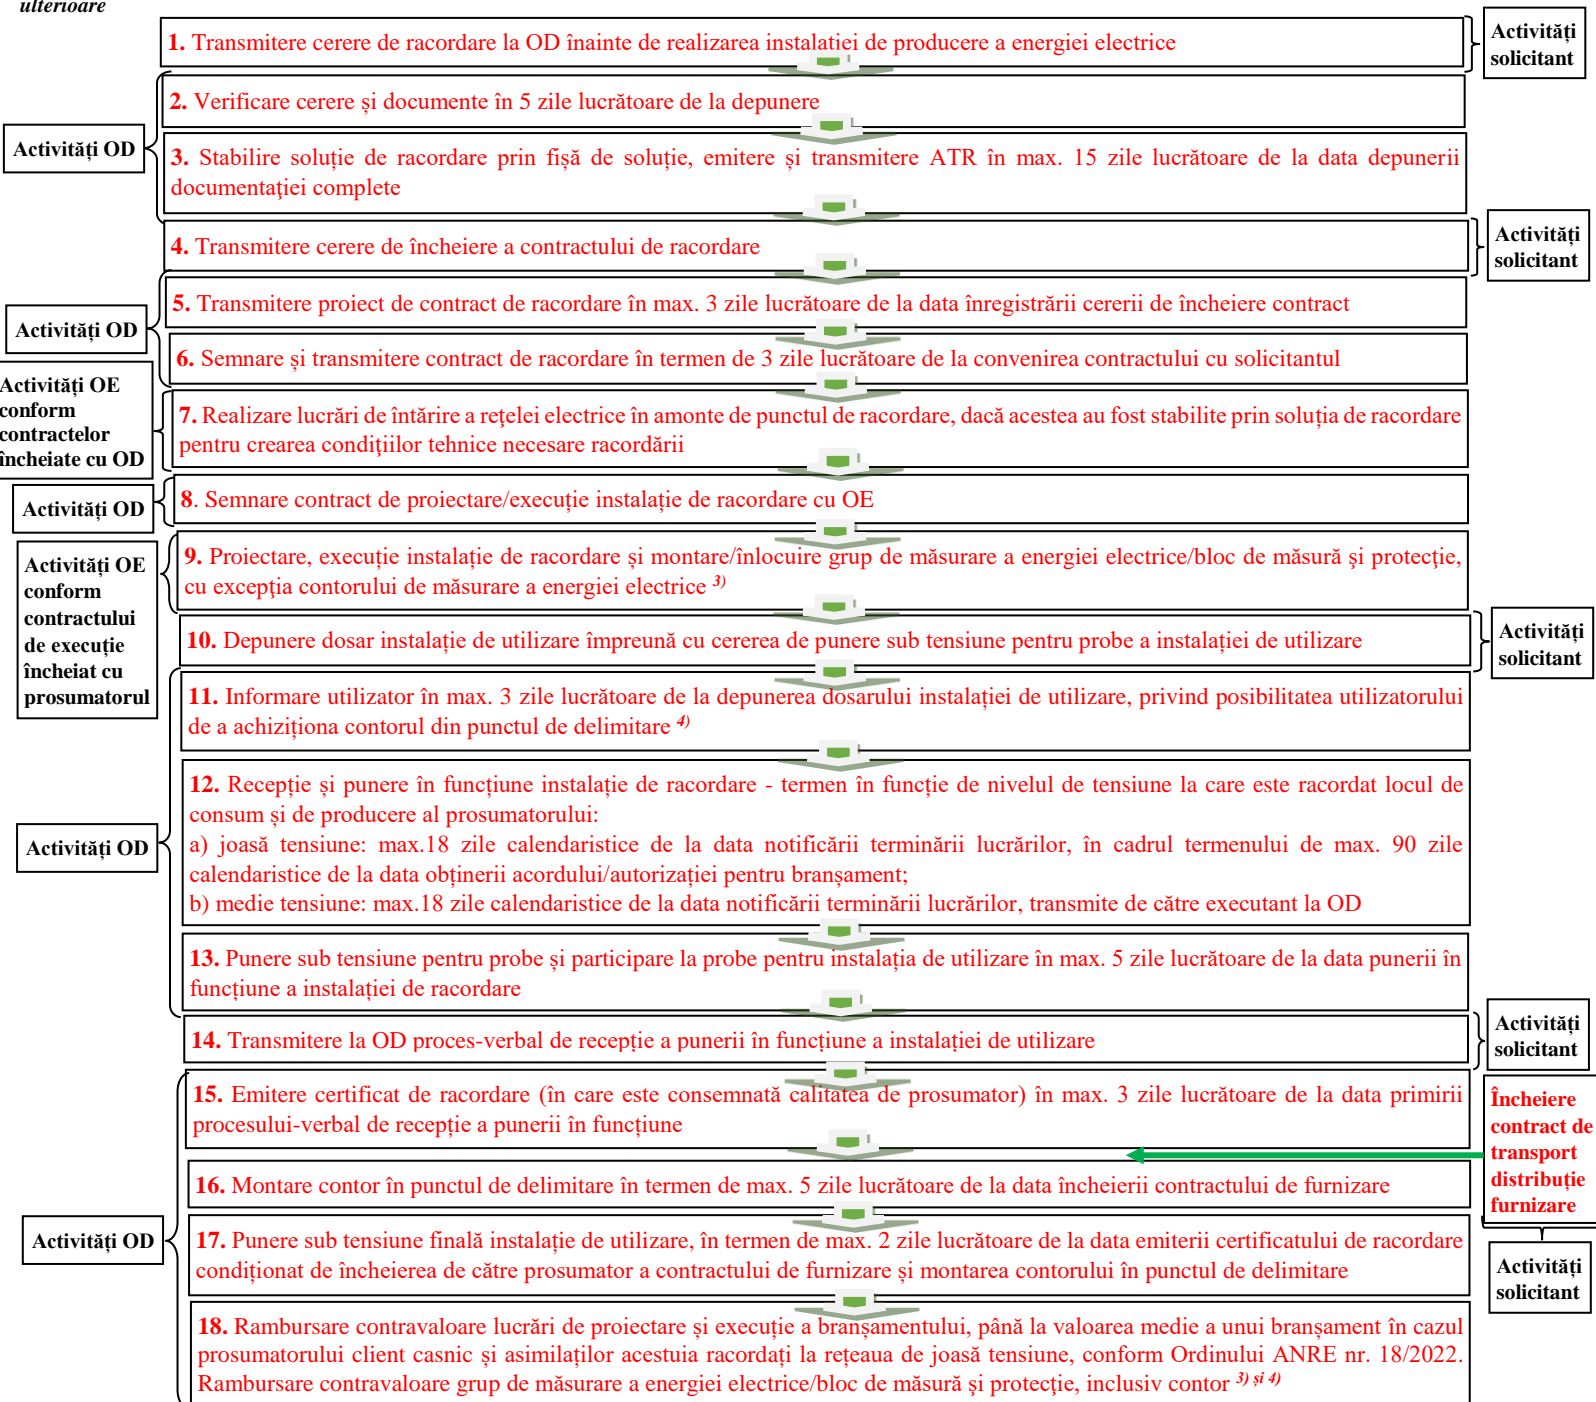 ulterioare
1. Transmitere cerere de racordare la OD înainte de realizarea instalatiei de producere a energiei electrice
Activități
solicitant
2. Verificare cerere și documente în 5 zile lucrătoare de la depunere
Activități OD
3. Stabilire soluție de racordare prin fișă de soluție, emitere și transmitere ATR în max. 15 zile lucrătoare de la data depunerii
documentaţiei complete
4. Transmitere cerere de încheiere a contractului de racordare
Activități
solicitant
5. Transmitere proiect de contract de racordare în max. 3 zile lucrătoare de la data înregistrării cererii de încheiere contract
Activități OD
6. Semnare și transmitere contract de racordare în termen de 3 zile lucrătoare de la convenirea contractului cu solicitantul
Activități OE
conform
contractelor
încheiate cu OD
7. Realizare lucrări de întărire a rețelei electrice în amonte de punctul de racordare, dacă acestea au fost stabilite prin soluția de racordare
pentru crearea condiţiilor tehnice necesare racordării
8. Semnare contract de proiectare/execuție instalație de racordare cu OE
Activități OD
9. Proiectare, execuție instalație de racordare și montare/înlocuire grup de măsurare a energiei electrice/bloc de măsură şi protecţie,
cu excepţia contorului de măsurare a energiei electrice 3)
Activități OE
conform
contractului
de execuție
încheiat cu
prosumatorul
10. Depunere dosar instalație de utilizare împreună cu cererea de punere sub tensiune pentru probe a instalației de utilizare
Activități
solicitant
11. Informare utilizator în max. 3 zile lucrătoare de la depunerea dosarului instalației de utilizare, privind posibilitatea utilizatorului
de a achiziționa contorul din punctul de delimitare 4)
12. Recepție și punere în funcțiune instalație de racordare - termen în funcție de nivelul de tensiune la care este racordat locul de
consum și de producere al prosumatorului:
a) joasă tensiune: max.18 zile calendaristice de la data notificării terminării lucrărilor, în cadrul termenului de max. 90 zile
calendaristice de la data obținerii acordului/autorizației pentru branșament;
b) medie tensiune: max.18 zile calendaristice de la data notificării terminării lucrărilor, transmite de către executant la OD
Activități OD
13. Punere sub tensiune pentru probe și participare la probe pentru instalația de utilizare în max. 5 zile lucrătoare de la data punerii în
funcțiune a instalației de racordare
14. Transmitere la OD proces-verbal de recepție a punerii în funcțiune a instalației de utilizare
Activități
solicitant
15. Emitere certificat de racordare (în care este consemnată calitatea de prosumator) în max. 3 zile lucrătoare de la data primirii
procesului-verbal de recepție a punerii în funcțiune
Încheiere
contract de
transport
distribuție
furnizare
16. Montare contor în punctul de delimitare în termen de max. 5 zile lucrătoare de la data încheierii contractului de furnizare
Activități OD
17. Punere sub tensiune finală instalație de utilizare, în termen de max. 2 zile lucrătoare de la data emiterii certificatului de racordare
condiționat de încheierea de către prosumator a contractului de furnizare și montarea contorului în punctul de delimitare
Activități
solicitant
18. Rambursare contravaloare lucrări de proiectare și execuție a branșamentului, până la valoarea medie a unui branșament în cazul
prosumatorului client casnic și asimilaților acestuia racordați la rețeaua de joasă tensiune, conform Ordinului ANRE nr. 18/2022.
Rambursare contravaloare grup de măsurare a energiei electrice/bloc de măsură şi protecţie, inclusiv contor 3) și 4)